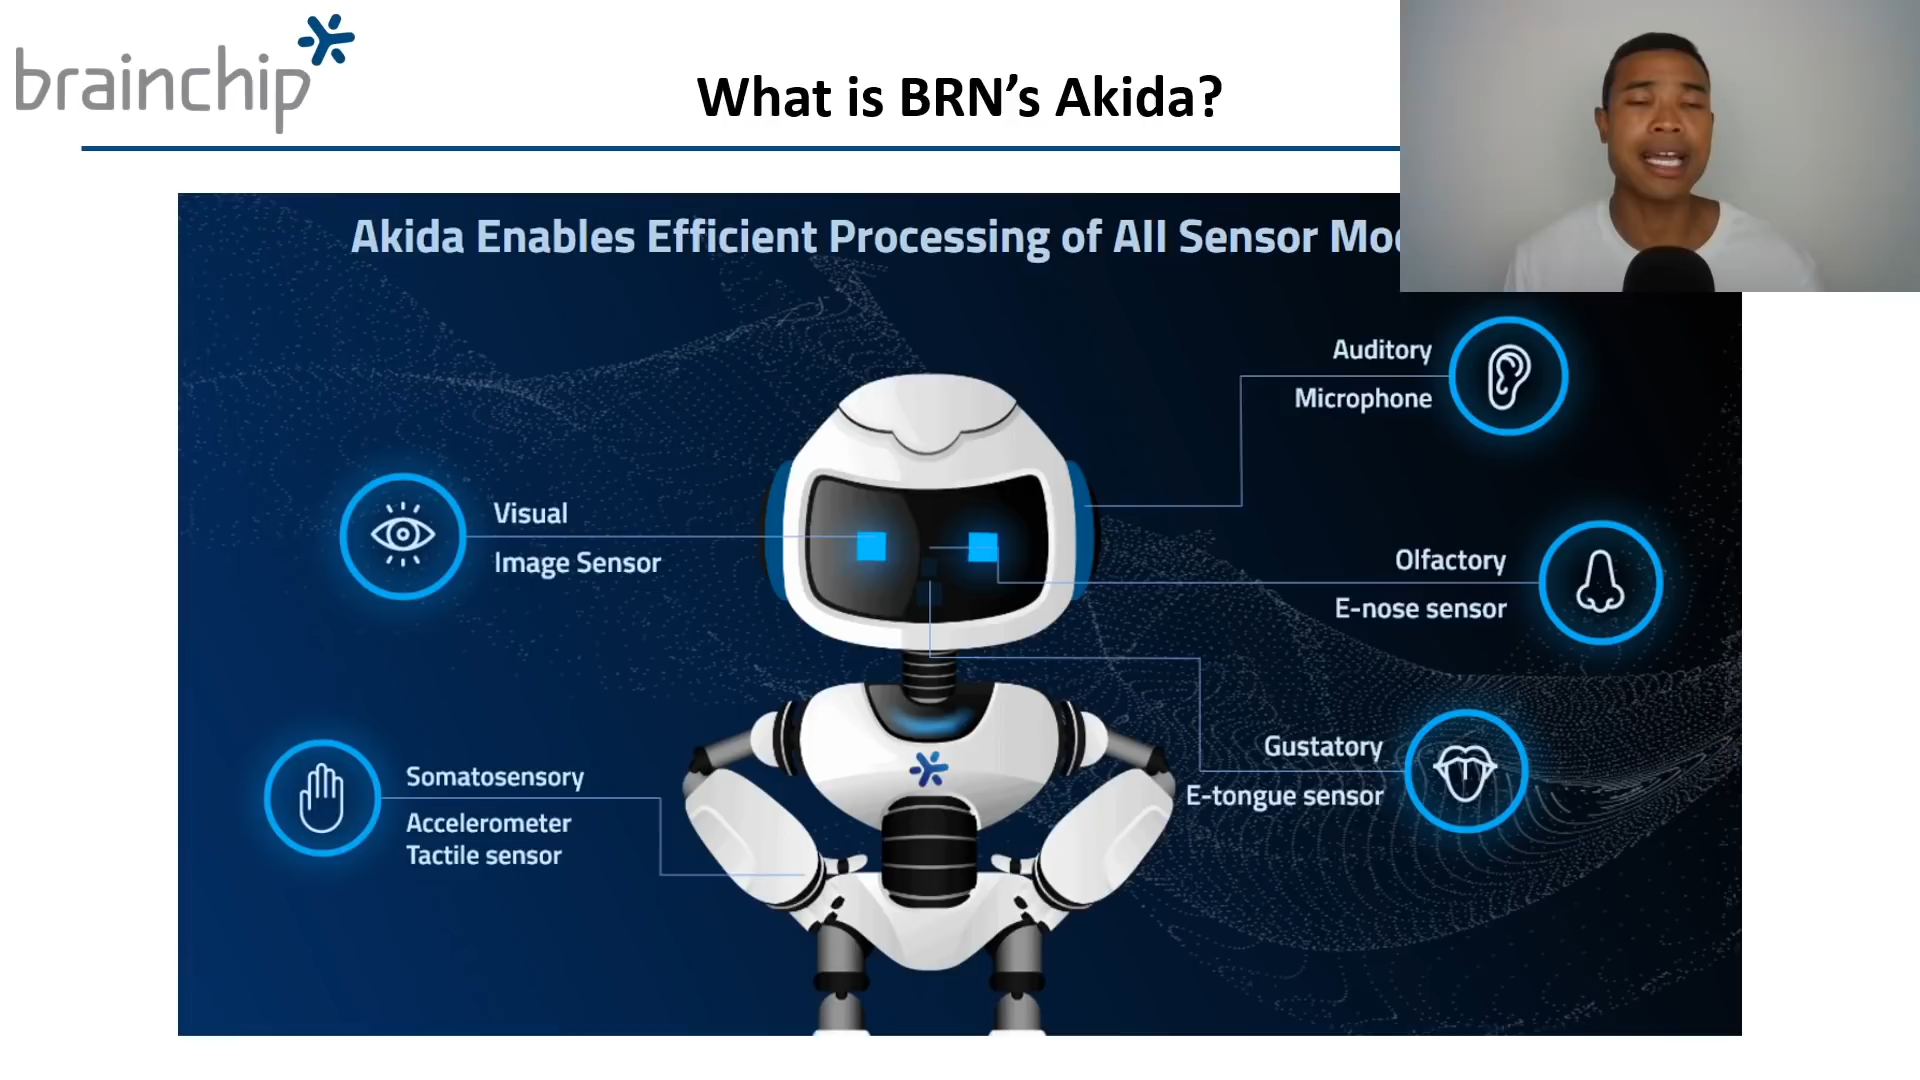 brainchip
What is BRN’s Akida?
Akida Enables Efficient Processing of All Sensor
Auditory
Microphone
Visual
Image Sensor
Olfactory
E-nose sensor
Somatosensory
Accelerometer
Tactile sensor
Gustatory
E-tongue sensor